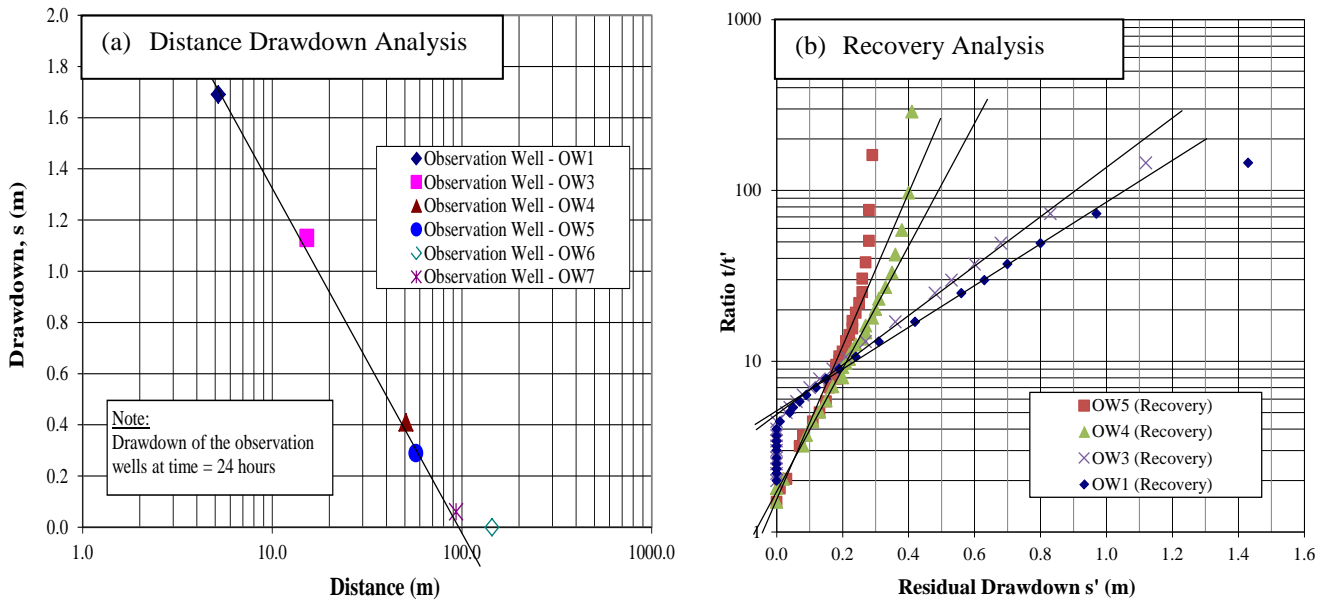 (a) Distance Drawdown Analysis
2.0
1.8
1.6
1.4
1.2
1.0
0.8
0.6
0.4
0.2
0.0
Drawdown, s (m)
Observation Well - OW1
Observation Well - OW3
Observation Well - OW4
Observation Well - OW5
Observation Well - OW6
Observation Well - OW7
Note:
Drawdown of the observation
wells at time = 24 hours
1.0 10.0 100.0 1000.0
Distance (m)
(b) Recovery Analysis
1000
100
10
1
Ratio t/t'
OW5 (Recovery)
OW4 (Recovery)
OW3 (Recovery)
OW1 (Recovery)
0.0 0.2 0.4 0.6 0.8 1.0 1.2 1.4 1.6
Residual Drawdown s' (m)